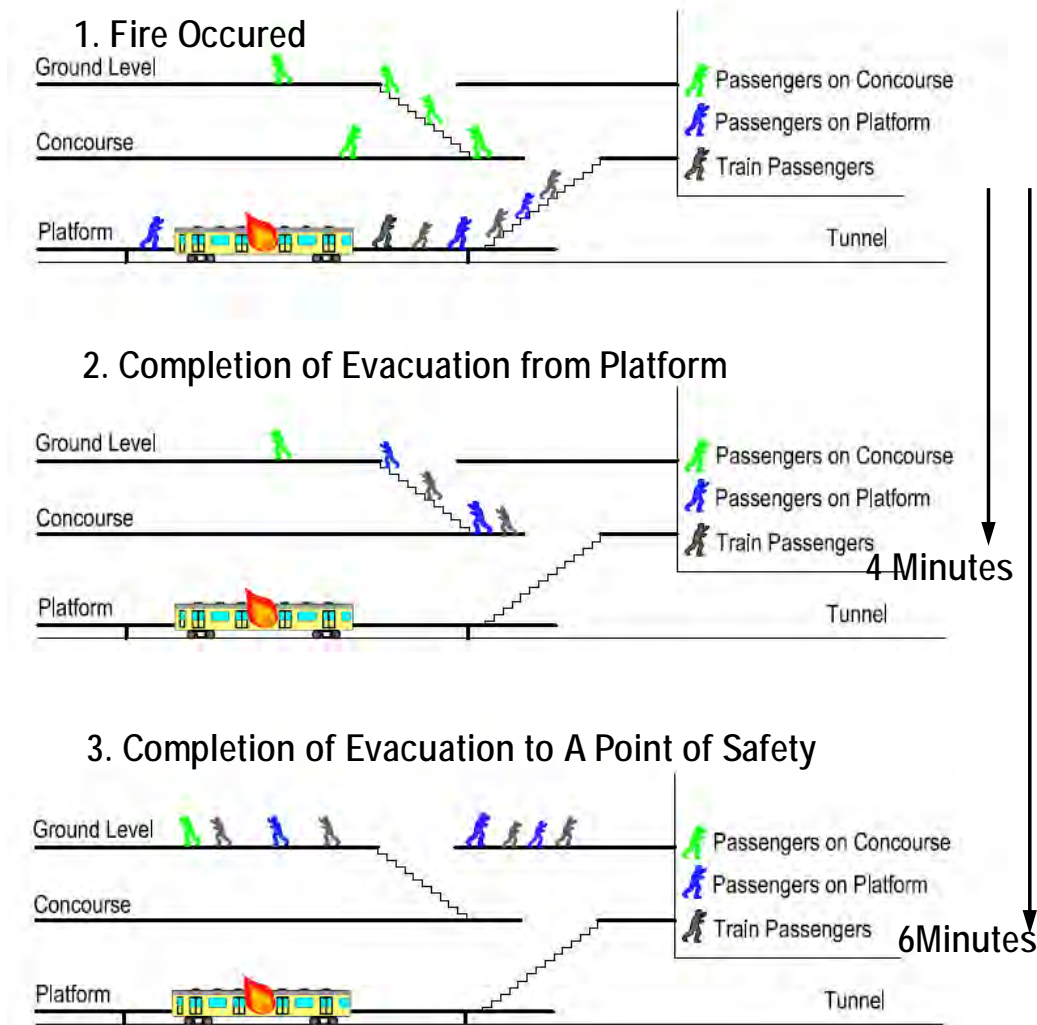 1. Fire Occured
Ground Level
Concourse
Platform
Tunnel
Passengers on Concourse
Passengers on Platform
Train Passengers
2. Completion of Evacuation from Platform
Ground Level
Concourse
Platform
Tunnel
Passengers on Concourse
Passengers on Platform
Train Passengers
4 Minutes
3. Completion of Evacuation to A Point of Safety
Ground Level
Concourse
Platform
Tunnel
Passengers on Concourse
Passengers on Platform
Train Passengers
6Minutes